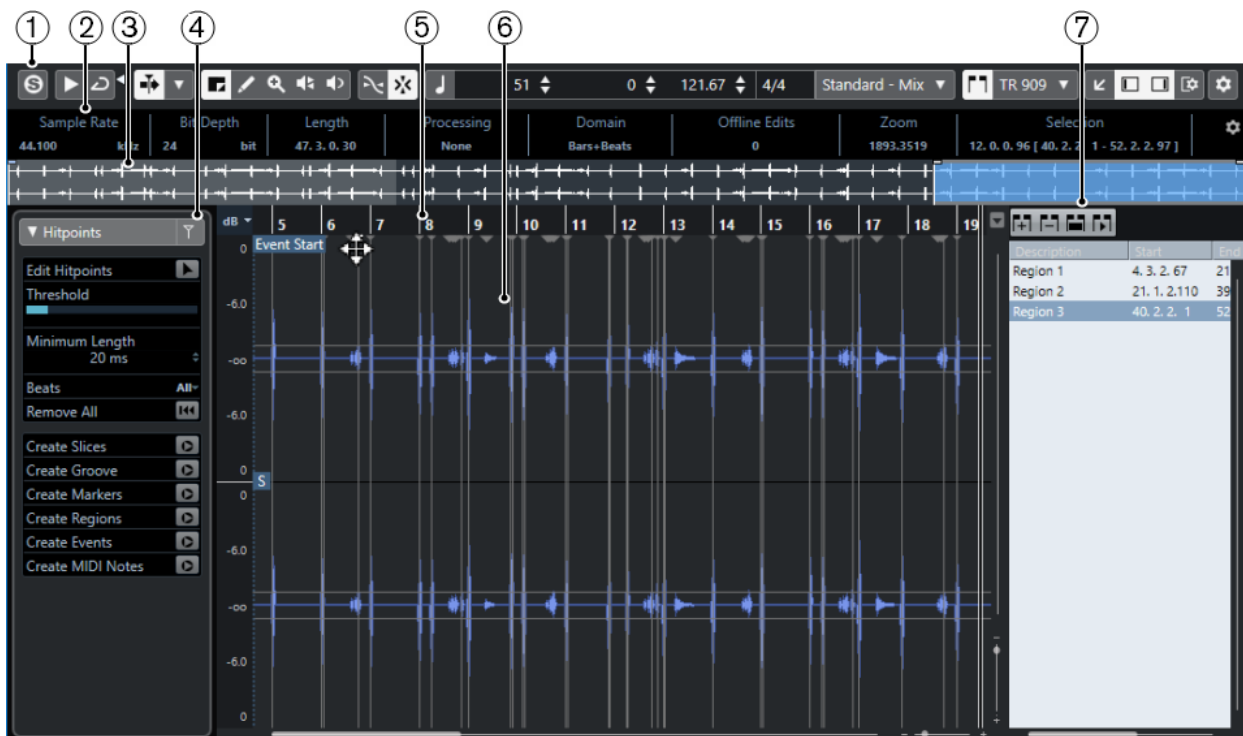 1 2 3 4 5 6 7
51 0 121.67 4/4 Standard - Mix TR 909
Sample Rate Bit Depth Length Processing Domain Offline Edits Zoom Selection
44.100 kHz 24 bit 47. 3. 0. 30 None Bars+Beats 0 1893.3519 12. 0. 0. 96 [ 40. 2. 2. 1 - 52. 2. 2. 97 ]
dB 5 6 7 8 9 10 11 12 13 14 15 16 17 18 19
Hitpoints
Edit Hitpoints
Threshold
Minimum Length
20 ms
Beats All
Remove All
Create Slices
Create Groove
Create Markers
Create Regions
Create Events
Create MIDI Notes
0 Event Start
-6.0
-oo
-6.0
0
S
0
-6.0
-oo
-6.0
0
Description Start End
Region 1 4. 3. 2. 67 21
Region 2 21. 1. 2.110 39
Region 3 40. 2. 2. 1 52